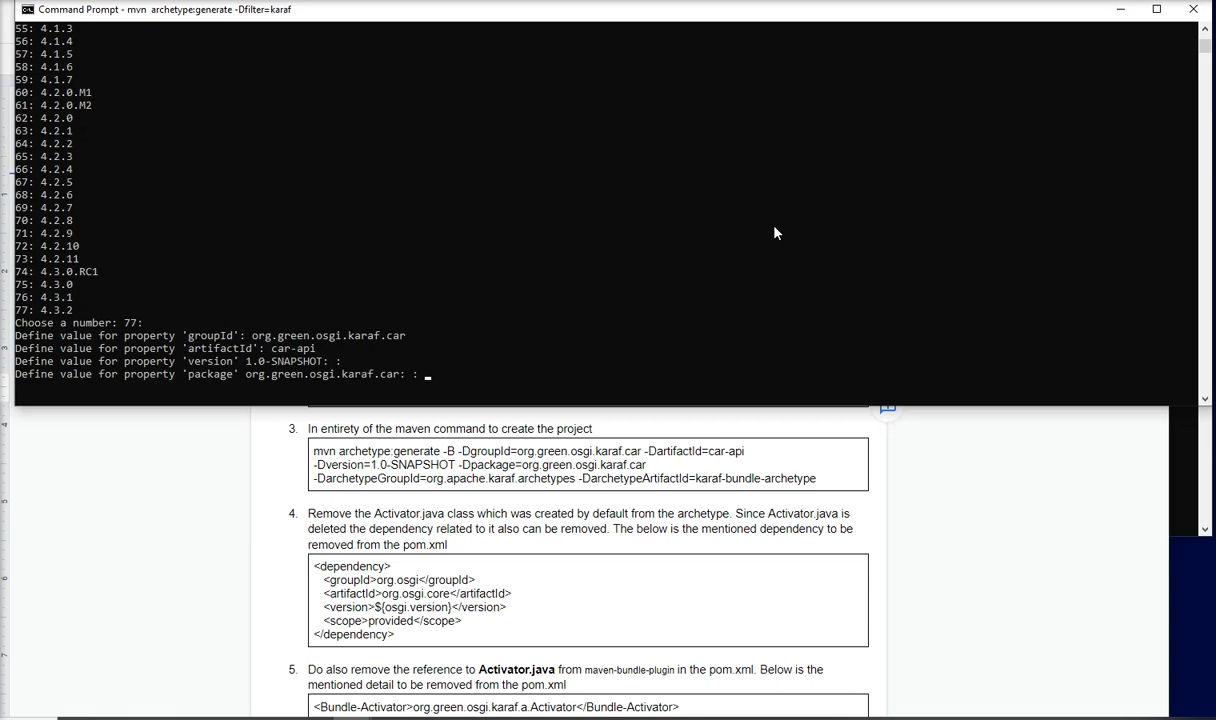 Command Prompt - mvn archetype:generate -Dfilter=karaf
55: 4.1.3
56: 4.1.4
57: 4.1.5
58: 4.1.6
59: 4.1.7
60: 4.2.0.M1
61: 4.2.0.M2
62: 4.2.0
63: 4.2.1
64: 4.2.2
65: 4.2.3
66: 4.2.4
67: 4.2.5
68: 4.2.6
69: 4.2.7
70: 4.2.8
71: 4.2.9
72: 4.2.10
73: 4.2.11
74: 4.3.0.RC1
75: 4.3.0
76: 4.3.1
77: 4.3.2
Choose a number: 77:
Define value for property 'groupId': org.green.osgi.karaf.car
Define value for property 'artifactId': car-api
Define value for property 'version' 1.0-SNAPSHOT: :
Define value for property 'package' org.green.osgi.karaf.car: :
3. In entirety of the maven command to create the project
mvn archetype:generate -B -DgroupId=org.green.osgi.karaf.car -DartifactId=car-api
-Dversion=1.0-SNAPSHOT -Dpackage=org.green.osgi.karaf.car
-DarchetypeGroupId=org.apache.karaf.archetypes -DarchetypeArtifactId=karaf-bundle-archetype
4. Remove the Activator.java class which was created by default from the archetype. Since Activator.java is
deleted the dependency related to it also can be removed. The below is the mentioned dependency to be
removed from the pom.xml
<dependency>
<groupId>org.osgi</groupId>
<artifactId>org.osgi.core</artifactId>
<version>${osgi.version}</version>
<scope>provided</scope>
</dependency>
5. Do also remove the reference to Activator.java from maven-bundle-plugin in the pom.xml. Below is the
mentioned detail to be removed from the pom.xml
<Bundle-Activator>org.green.osgi.karaf.a.Activator</Bundle-Activator>
1
2
3
4
5
6
7